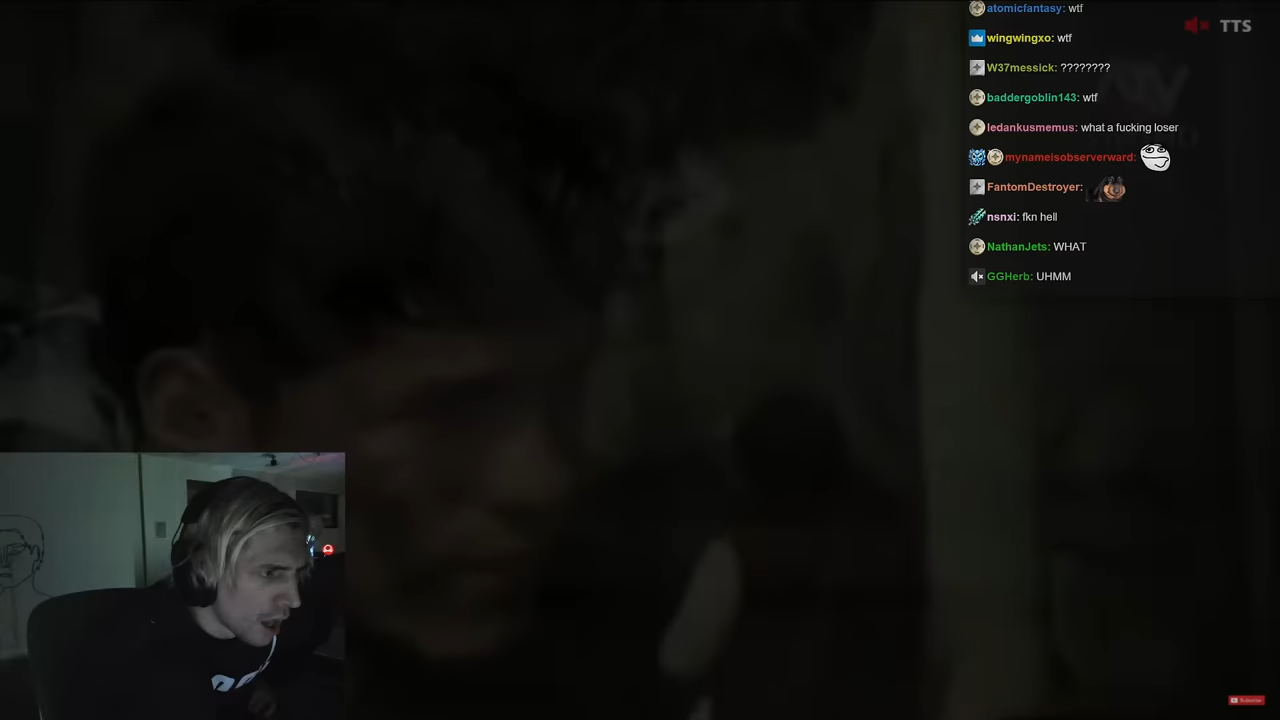 atomicfantasy: wtf
TTS
wingwingxo: wtf
W37messick: ????????
baddergoblin143: wtf
ledankusmemus: what a fucking loser
mynameisobserverward:
FantomDestroyer:
nsnxi: fkn hell
NathanJets: WHAT
GGHerb: UHMM
Subscribe